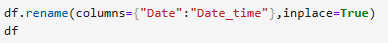 df.rename(columns={"Date":"Date_time"},inplace=True)
df